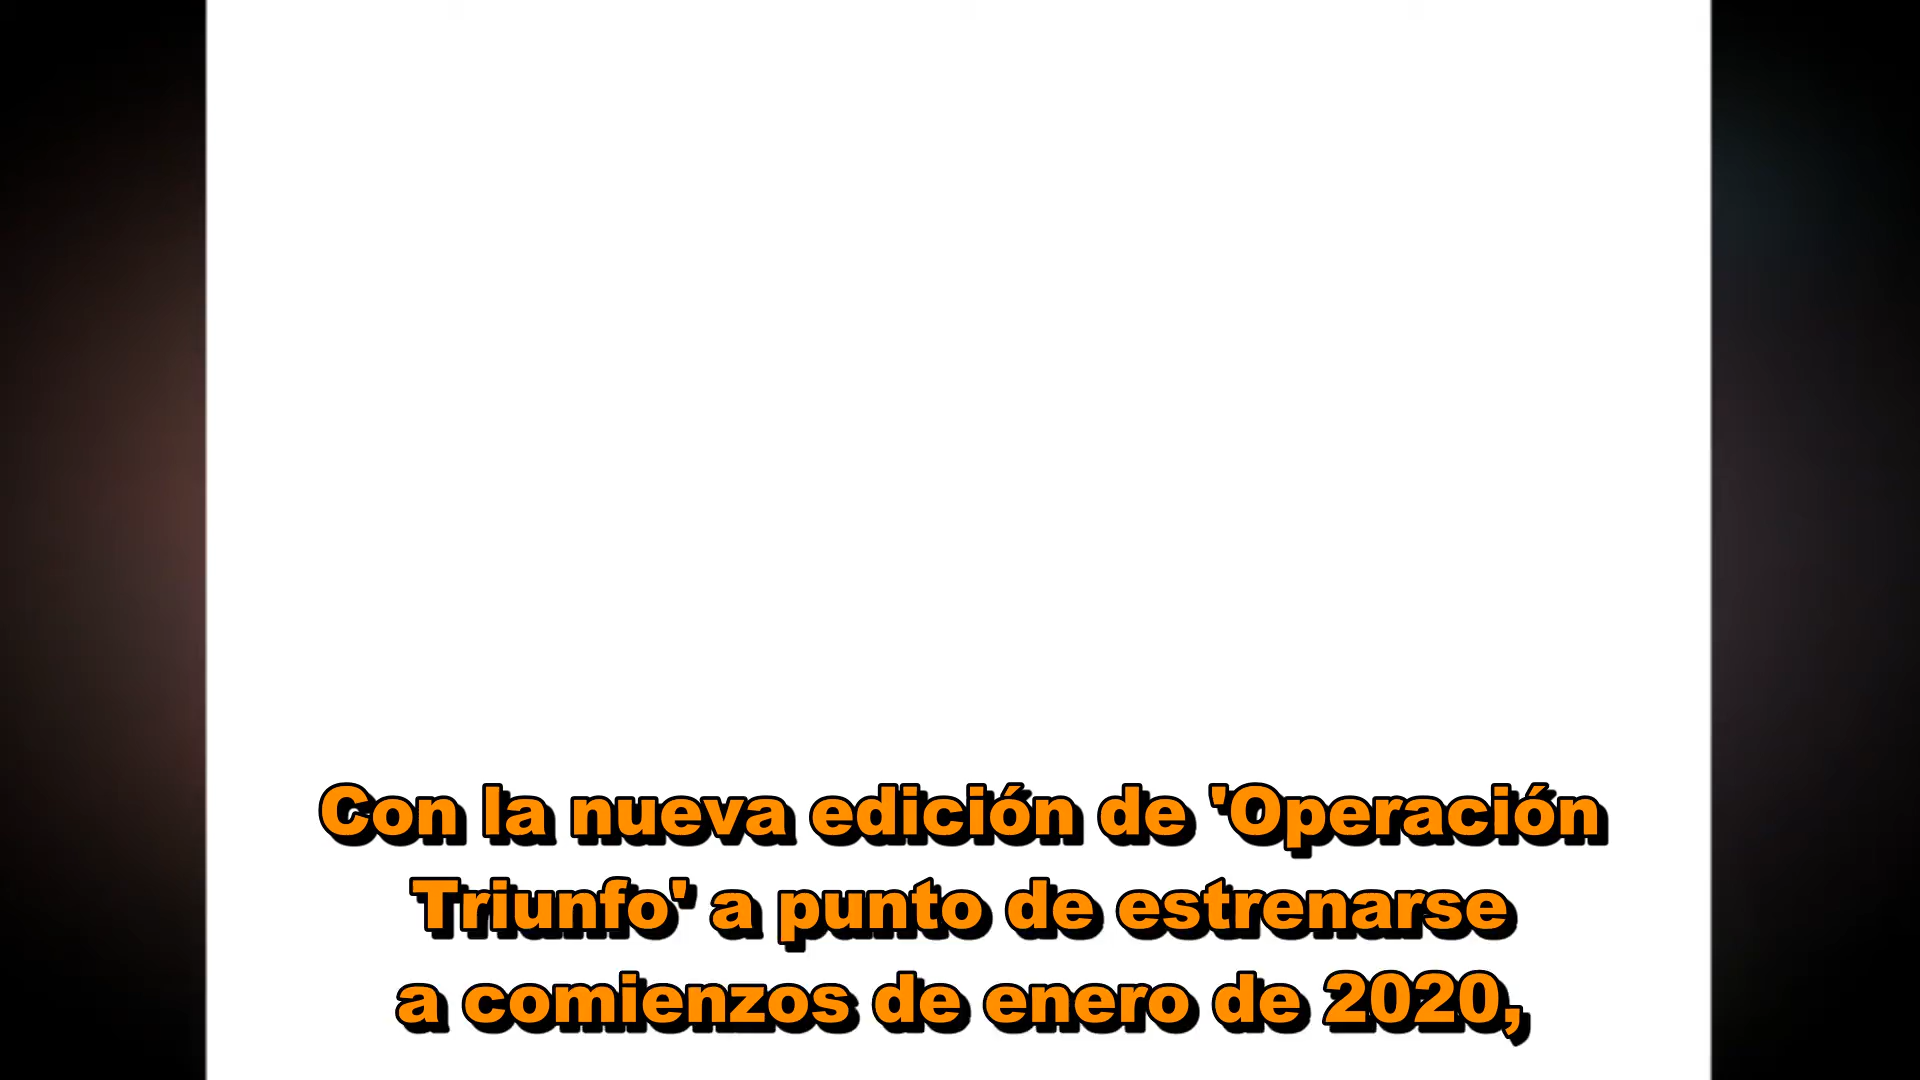 Con la nueva edición de 'Operación
Triunfo' a punto de estrenarse
a comienzos de enero de 2020,